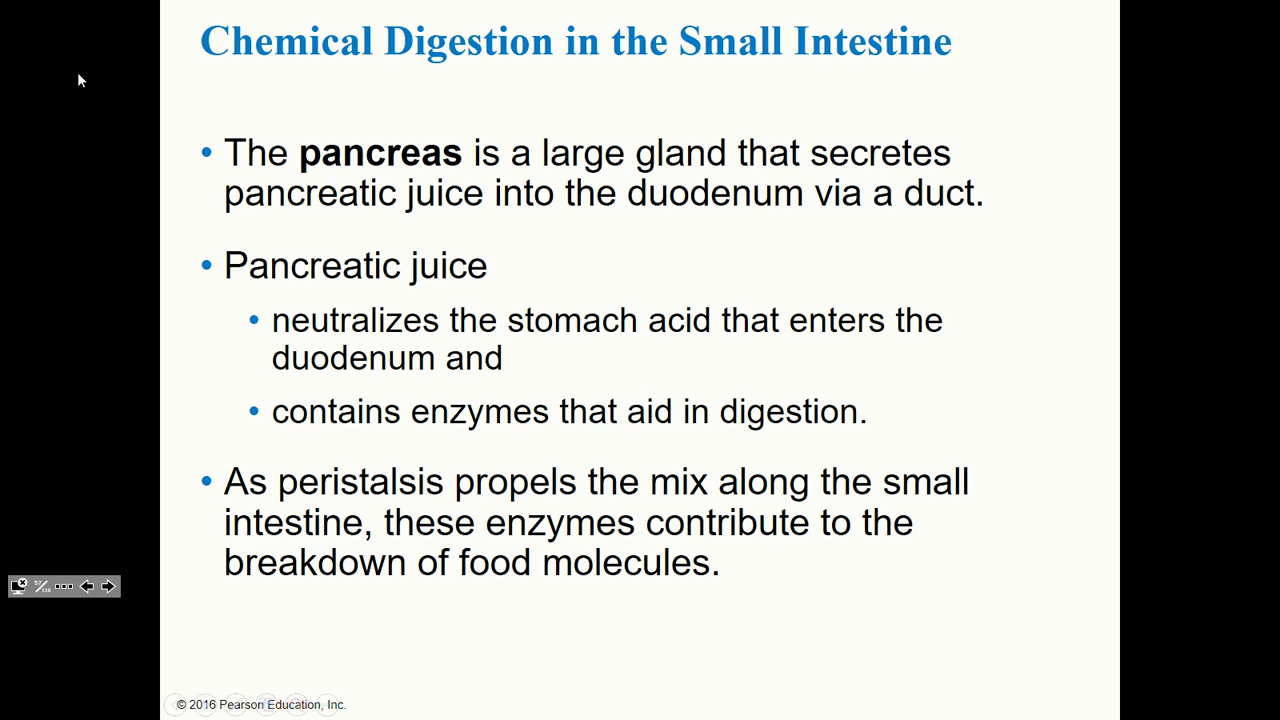 Chemical Digestion in the Small Intestine
• The pancreas is a large gland that secretes
pancreatic juice into the duodenum via a duct.
• Pancreatic juice
• neutralizes the stomach acid that enters the
duodenum and
• contains enzymes that aid in digestion.
• As peristalsis propels the mix along the small
intestine, these enzymes contribute to the
breakdown of food molecules.
57/118
© 2016 Pearson Education, Inc.